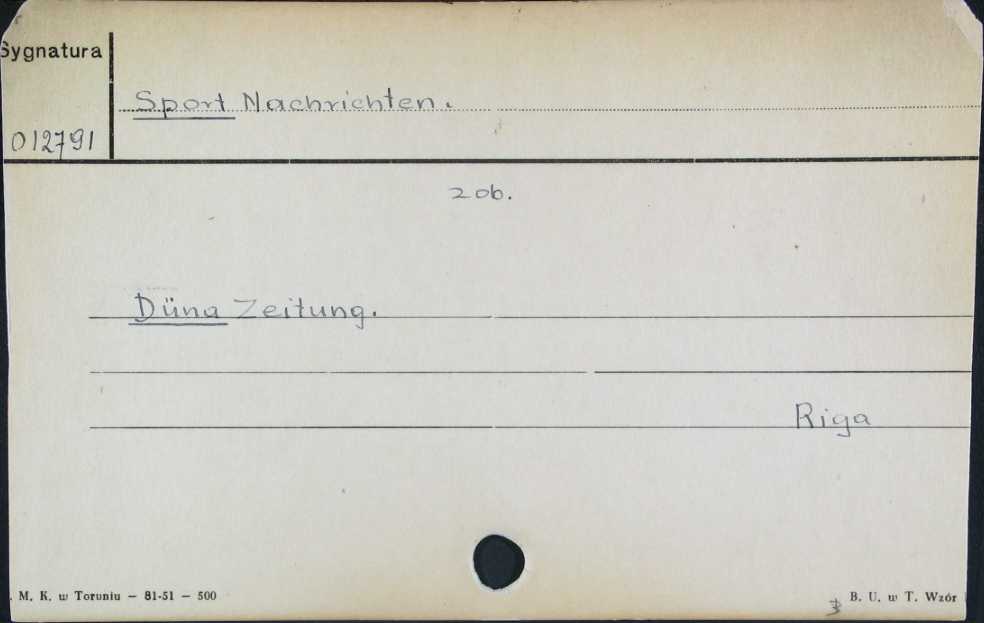 Sygnatura
Sport Nachrichten.
012791
2 ob.
Düna Zeitung.
Riga
. M. K. w Toruniu — 81-51 — 500
B. U. w T. Wzór